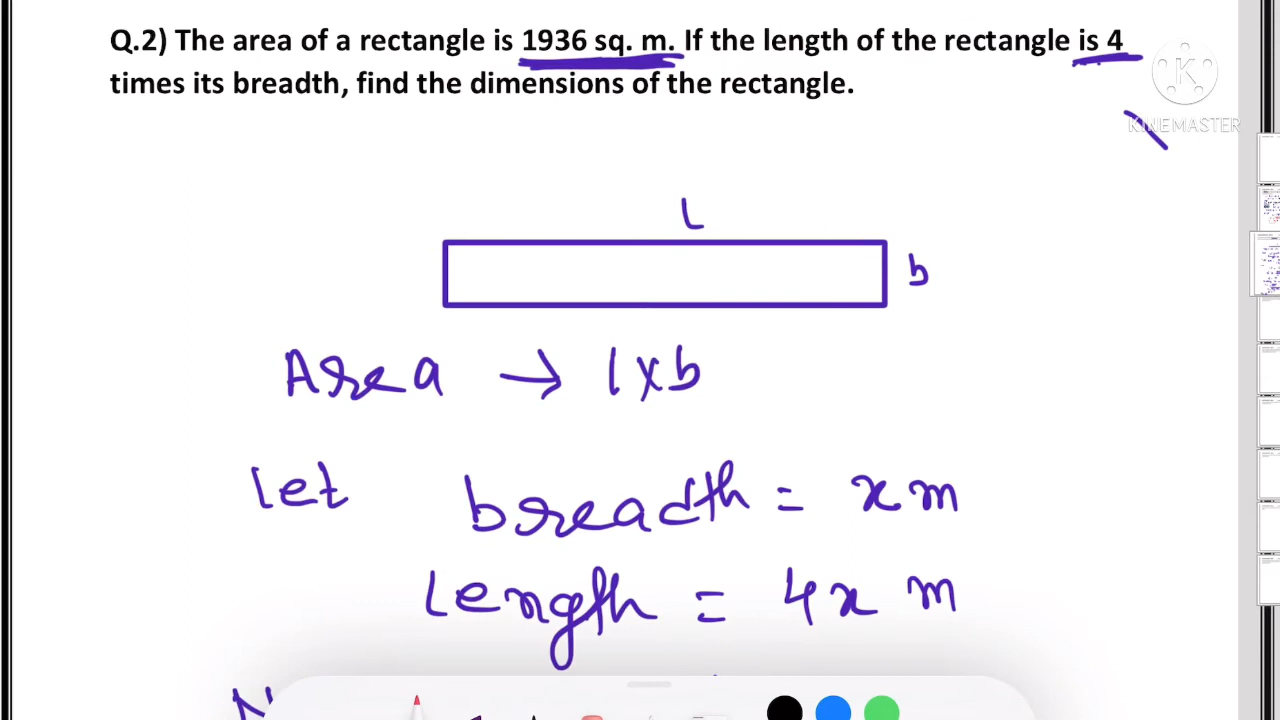 Q.2) The area of a rectangle is 1936 sq. m. If the length of the rectangle is 4
times its breadth, find the dimensions of the rectangle.
K
KINEMASTER
L
b
Area → l x b
Let breadth = x m
Length = 4x m